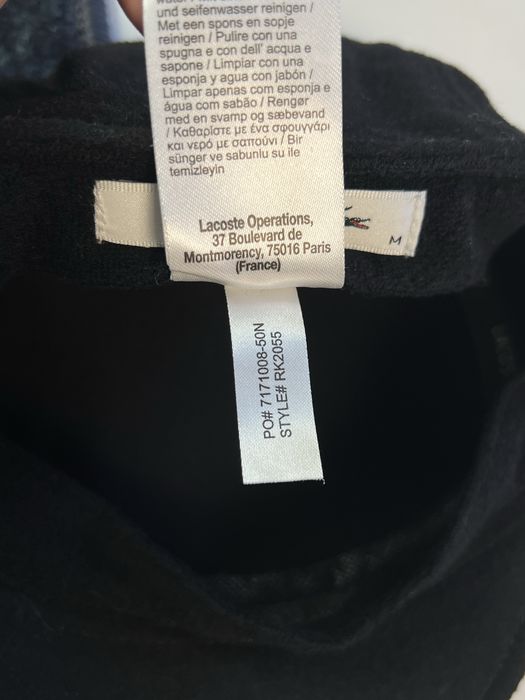 und seifenwasser reinigen /
Met een spons en sopje
reinigen / Pulire con una
spugna e con dell' acqua e
sapone / Limpiar con una
esponja y agua con jabón /
Limpar apenas com esponja e
água com sabão / Rengør
med en svamp og sæbevand
/ Καθαρίστε με ένα σφουγγάρι
και νερό με σαπούνι / Bir
sünger ve sabunlu su ile
temizleyin
Lacoste Operations,
37 Boulevard de
Montmorency, 75016 Paris
(France)
M
PO# 7171008-50N
STYLE# RK2055